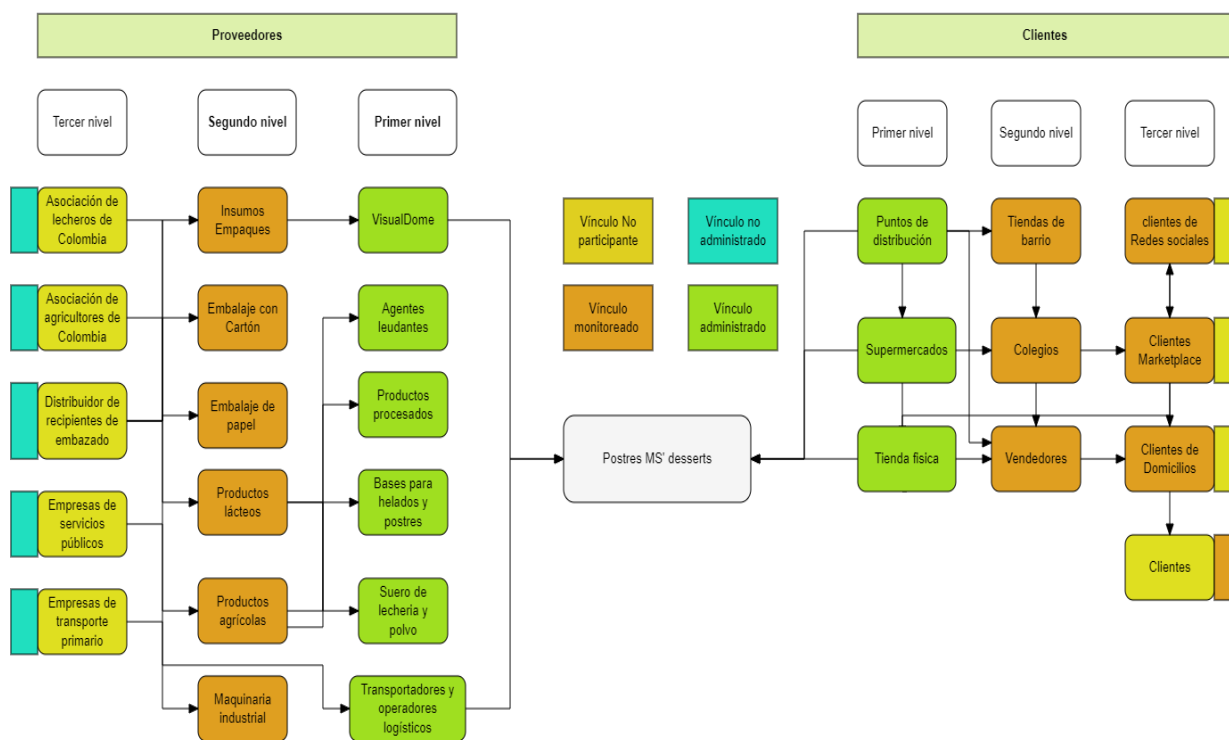 Proveedores
Clientes
Tercer nivel
Segundo nivel
Primer nivel
Primer nivel
Segundo nivel
Tercer nivel
Asociación de
lecheros de
Colombia
Insumos
Empaques
VisualDome
Vínculo No
participante
Vínculo no
administrado
Puntos de
distribución
Tiendas de
barrio
clientes de
Redes sociales
Asociación de
agricultores de
Colombia
Embalaje con
Cartón
Agentes
leudantes
Vínculo
monitoreado
Vínculo
administrado
Supermercados
Colegios
Clientes
Marketplace
Distribuidor de
recipientes de
embazado
Embalaje de
papel
Productos
procesados
Postres MS' desserts
Tienda física
Vendedores
Clientes de
Domicilios
Empresas de
servicios
públicos
Productos
lácteos
Bases para
helados y
postres
Clientes
Empresas de
transporte
primario
Productos
agrícolas
Suero de
lecheria y
polvo
Maquinaria
industrial
Transportadores y
operadores
logísticos